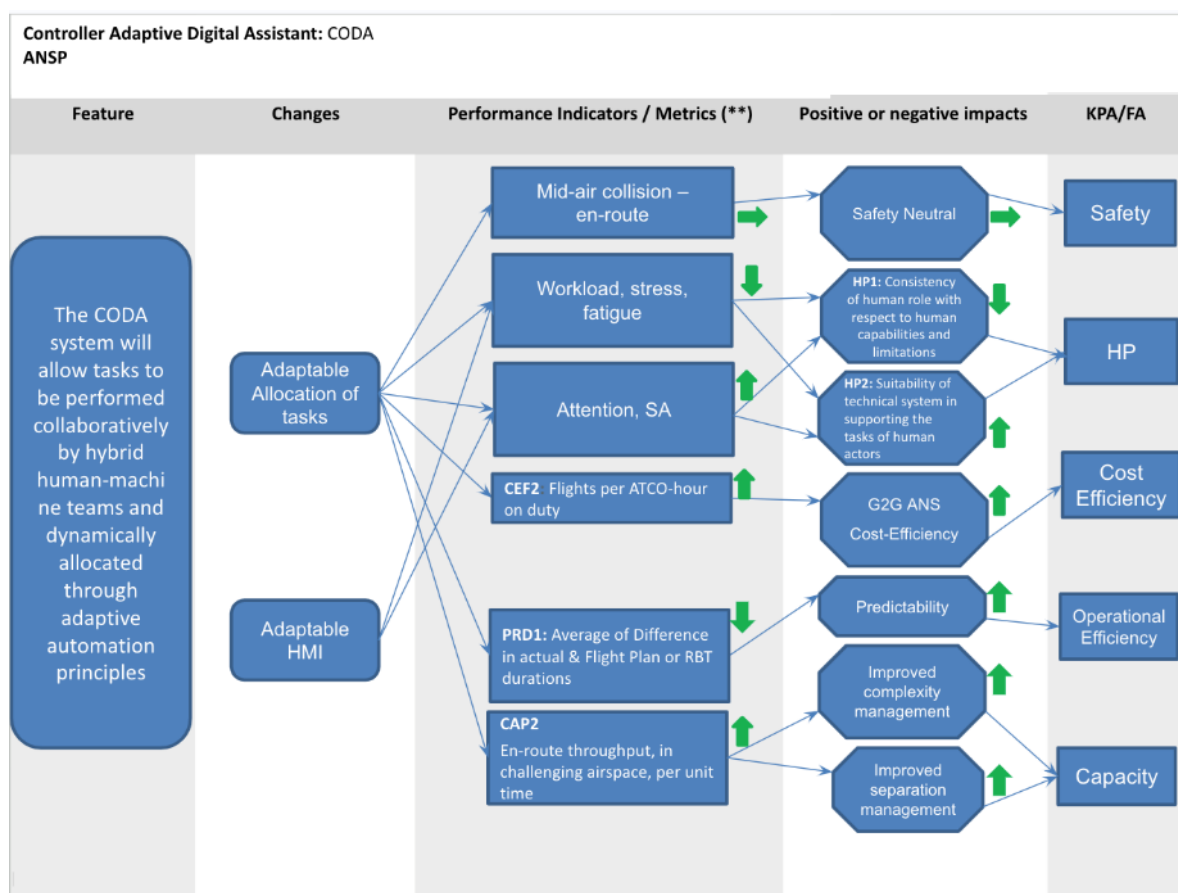 Controller Adaptive Digital Assistant: CODA
ANSP
Feature
Changes
Performance Indicators / Metrics (**)
Positive or negative impacts
KPA/FA
The CODA
system will
allow tasks to
be performed
collaboratively
by hybrid
human-machi
ne teams and
dynamically
allocated
through
adaptive
automation
principles
Adaptable
Allocation of
tasks
Adaptable
HMI
Mid-air collision –
en-route
Workload, stress,
fatigue
Attention, SA
CEF2 Flights per ATCO-hour
on duty
PRD1: Average of Difference
in actual & Flight Plan or RBT
durations
CAP2
En-route throughput, in
challenging airspace, per unit
time
Safety Neutral
HP1: Consistency
of human role with
respect to human
capabilities and
limitations
HP2: Suitability of
technical system in
supporting the
tasks of human
actors
G2G ANS
Cost-Efficiency
Predictability
Improved
complexity
management
Improved
separation
management
Safety
HP
Cost
Efficiency
Operational
Efficiency
Capacity